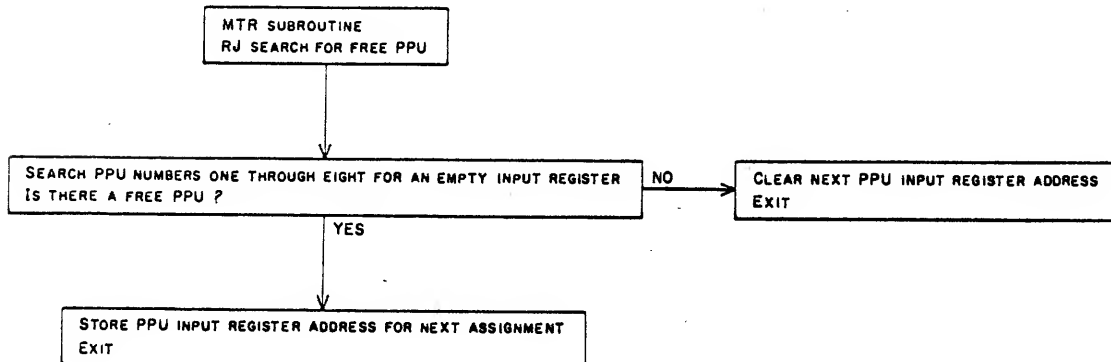 MTR SUBROUTINE
RJ SEARCH FOR FREE PPU
SEARCH PPU NUMBERS ONE THROUGH EIGHT FOR AN EMPTY INPUT REGISTER
IS THERE A FREE PPU ?
NO
CLEAR NEXT PPU INPUT REGISTER ADDRESS
EXIT
YES
STORE PPU INPUT REGISTER ADDRESS FOR NEXT ASSIGNMENT
EXIT